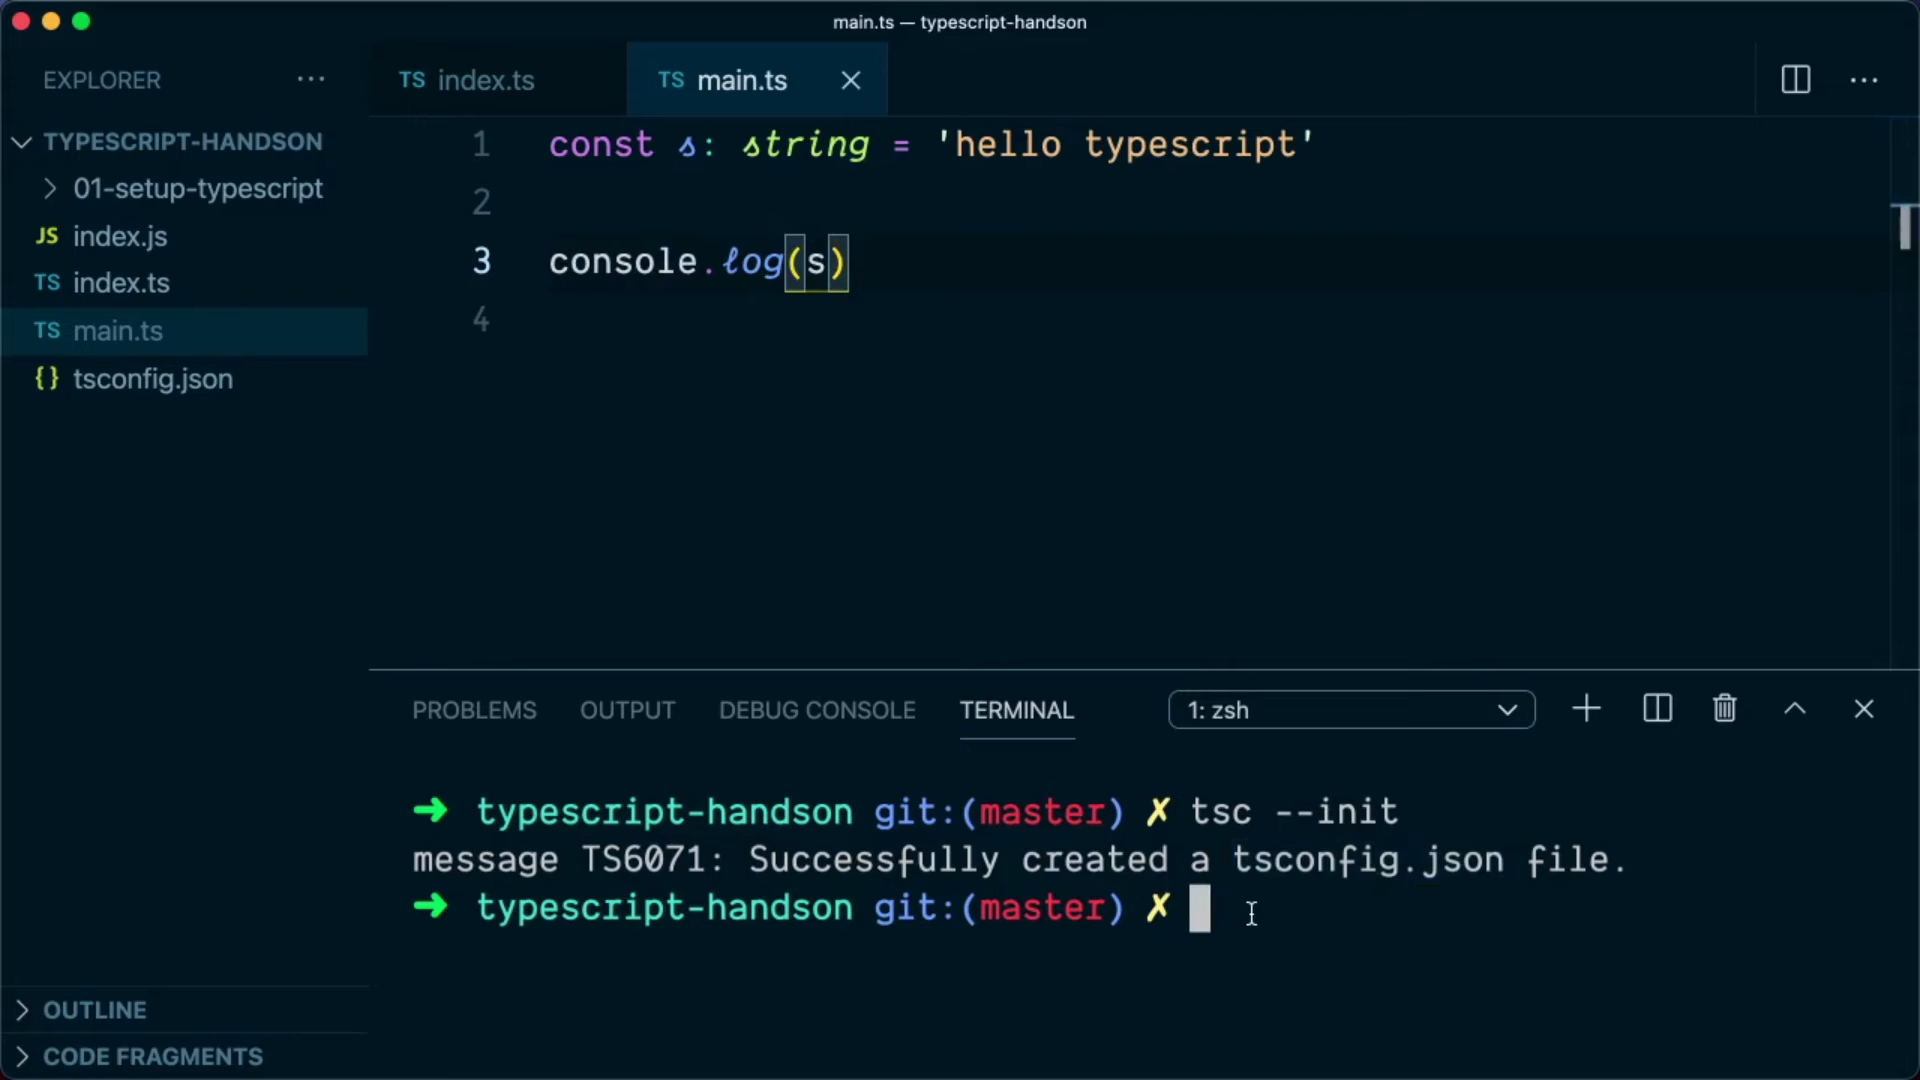 main.ts — typescript-handson
EXPLORER
TS index.ts
TS main.ts
TYPESCRIPT-HANDSON
01-setup-typescript
JS index.js
TS index.ts
TS main.ts
{} tsconfig.json
1 const s: string = 'hello typescript'
2
3 console.log(s)
4
PROBLEMS OUTPUT DEBUG CONSOLE TERMINAL 1: zsh
➜ typescript-handson git:(master) ✗ tsc --init
message TS6071: Successfully created a tsconfig.json file.
➜ typescript-handson git:(master) ✗
OUTLINE
CODE FRAGMENTS